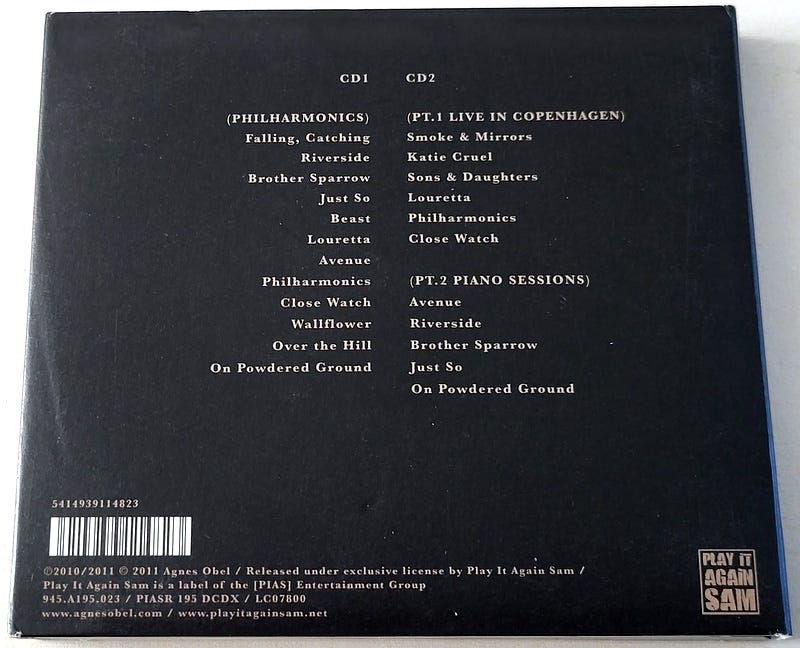 CD1
(PHILHARMONICS)
Falling, Catching
Riverside
Brother Sparrow
Just So
Beast
Louretta
Avenue
Philharmonics
Close Watch
Wallflower
Over the Hill
On Powdered Ground
CD2
(PT.1 LIVE IN COPENHAGEN)
Smoke & Mirrors
Katie Cruel
Sons & Daughters
Louretta
Philharmonics
Close Watch
(PT.2 PIANO SESSIONS)
Avenue
Riverside
Brother Sparrow
Just So
On Powdered Ground
5414939114823
℗2010/2011 © 2011 Agnes Obel / Released under exclusive license by Play It Again Sam /
Play It Again Sam is a label of the [PIAS] Entertainment Group
945.A195.023 / PIASR 195 DCDX / LC07800
www.agnesobel.com / www.playitagainsam.net
PLAY IT
AGAIN
SAM